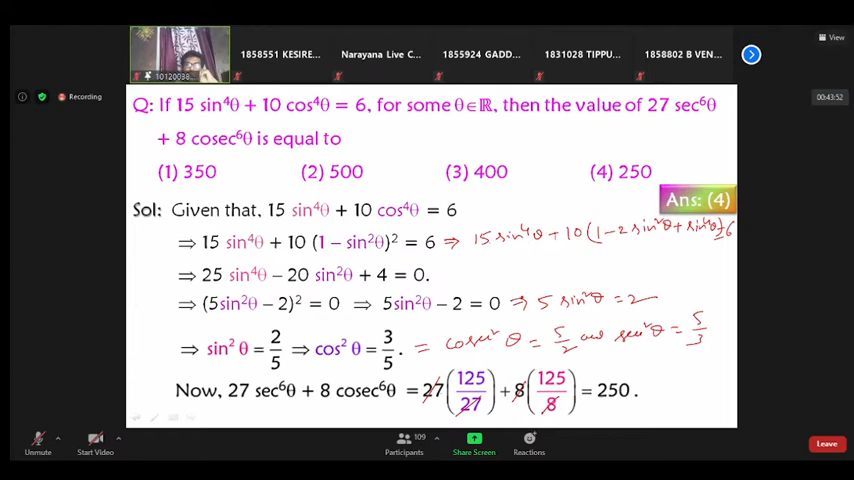 View
1858551 KESIRE...
Narayana Live C...
1855924 GADD...
1831028 TIPPU...
1858802 B VEN...
10120098...
Recording
00:43:52
Q: If 15 sin⁴θ + 10 cos⁴θ = 6, for some θ∈ℝ, then the value of 27 sec⁶θ
+ 8 cosec⁶θ is equal to
(1) 350 (2) 500 (3) 400 (4) 250
Ans: (4)
Sol: Given that, 15 sin⁴θ + 10 cos⁴θ = 6
⇒ 15 sin⁴θ + 10 (1 − sin²θ)² = 6 ⇒ 15 sin⁴θ + 10(1−2 sin²θ + sin⁴θ)=6
⇒ 25 sin⁴θ − 20 sin²θ + 4 = 0.
⇒ (5sin²θ − 2)² = 0 ⇒ 5sin²θ − 2 = 0 ⇒ 5 sin²θ = 2
⇒ sin² θ = 2/5 ⇒ cos² θ = 3/5 . = cosec² θ = 5/2 and sec²θ = 5/3
Now, 27 sec⁶θ + 8 cosec⁶θ = 27(125/27) + 8(125/8) = 250 .
Unmute
Start Video
109
Participants
Share Screen
Reactions
Leave